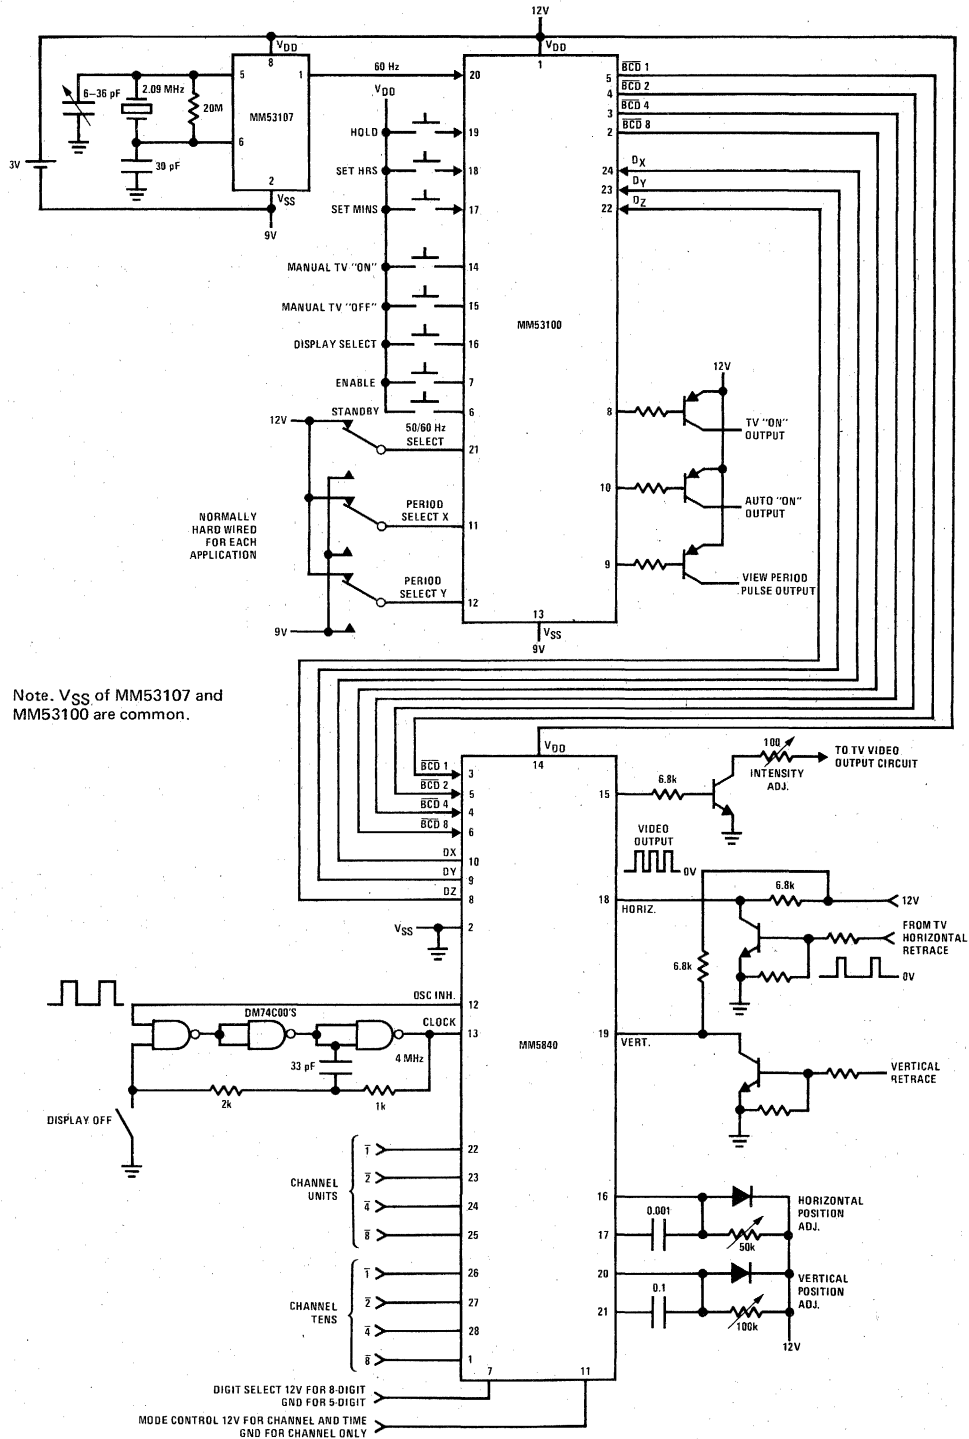 12V
VDD
8
VDD
1
5
1
60 Hz
20
6–36 pF
2.09 MHz
20M
MM53107
6
30 pF
3V
2
VSS
9V
VDD
HOLD
19
SET HRS
18
SET MINS
17
MANUAL TV "ON"
14
MANUAL TV "OFF"
15
DISPLAY SELECT
16
ENABLE
7
STANDBY
6
12V
50/60 Hz
SELECT
21
NORMALLY
HARD WIRED
FOR EACH
APPLICATION
PERIOD
SELECT X
11
PERIOD
SELECT Y
12
9V
MM53100
13
VSS
9V
5
BCD 1
4
BCD 2
3
BCD 4
2
BCD 8
24
DX
23
DY
22
DZ
12V
8
TV "ON"
OUTPUT
10
AUTO "ON"
OUTPUT
9
VIEW PERIOD
PULSE OUTPUT
Note. VSS of MM53107 and
MM53100 are common.
VDD
14
BCD 1
3
BCD 2
5
BCD 4
4
BCD 8
6
DX
10
DY
9
DZ
8
VSS
2
OSC INH.
12
DM74C00'S
CLOCK
13
33 pF
4 MHz
2k
1k
DISPLAY OFF
MM5840
CHANNEL
UNITS
1
22
2
23
4
24
8
25
CHANNEL
TENS
1
26
2
27
4
28
8
1
7
11
DIGIT SELECT 12V FOR 8-DIGIT
GND FOR 5-DIGIT
MODE CONTROL 12V FOR CHANNEL AND TIME
GND FOR CHANNEL ONLY
15
6.8k
100
INTENSITY
ADJ.
TO TV VIDEO
OUTPUT CIRCUIT
VIDEO
OUTPUT
0V
18
HORIZ.
6.8k
12V
FROM TV
HORIZONTAL
RETRACE
0V
6.8k
19
VERT.
VERTICAL
RETRACE
16
17
0.001
50k
HORIZONTAL
POSITION
ADJ.
20
21
0.1
100k
VERTICAL
POSITION
ADJ.
12V